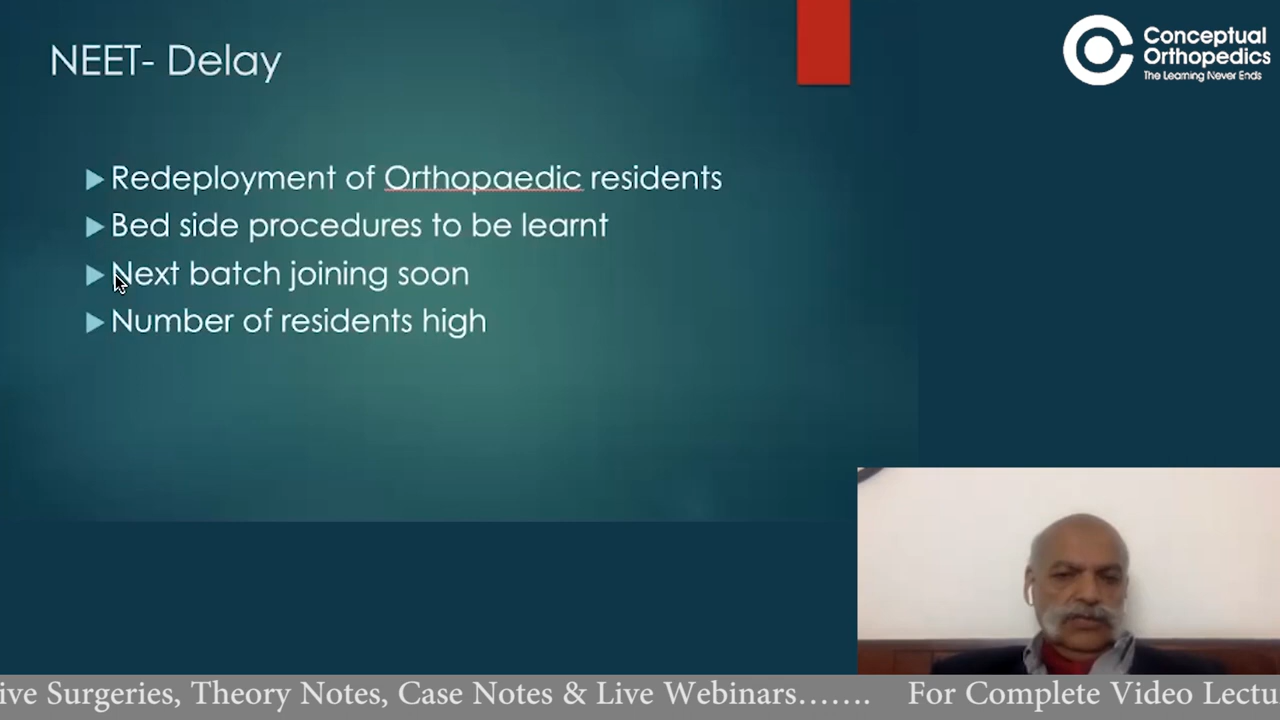 NEET- Delay
Redeployment of Orthopaedic residents
Bed side procedures to be learnt
Next batch joining soon
Number of residents high
Conceptual
Orthopedics
The Learning Never Ends
ive Surgeries, Theory Notes, Case Notes & Live Webinars....... For Complete Video Lectu